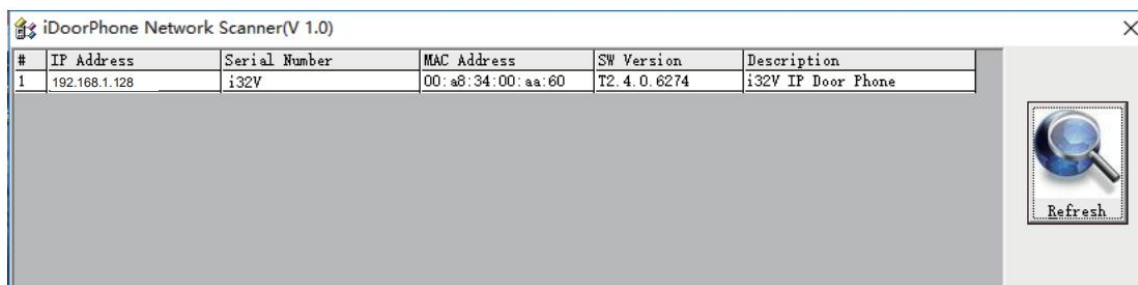 iDoorPhone Network Scanner(V 1.0)
# IP Address Serial Number MAC Address SW Version Description
1 192.168.1.128 i32V 00:a8:34:00:aa:60 T2.4.0.6274 i32V IP Door Phone
Refresh